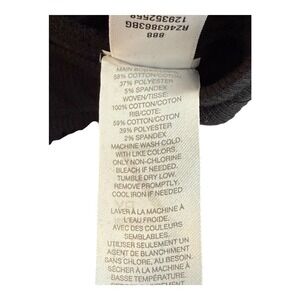 888
RZ463863BG
129352558
MAIN BODY
58% COTTON/COTON
37% POLYESTER
5% SPANDEX
WOVEN/TISSE:
100% COTTON/COTON
RIB/COTE:
59% COTTON/COTON
39% POLYESTER
2% SPANDEX
MACHINE WASH COLD,
WITH LIKE COLORS,
ONLY NON-CHLORINE
BLEACH IF NEEDED.
TUMBLE DRY LOW.
REMOVE PROMPTLY.
COOL IRON IF NEEDED
LAVER À LA MACHINE À
L'EAU FROIDE.
AVEC DES COULEURS
SEMBLABLES.
UTILISER SEULEMENT UN
AGENT DE BLANCHIMENT
SANS CHLORE, AU BESOIN.
SÉCHER À LA MACHINE À
BASSE TEMPÉRATURE.